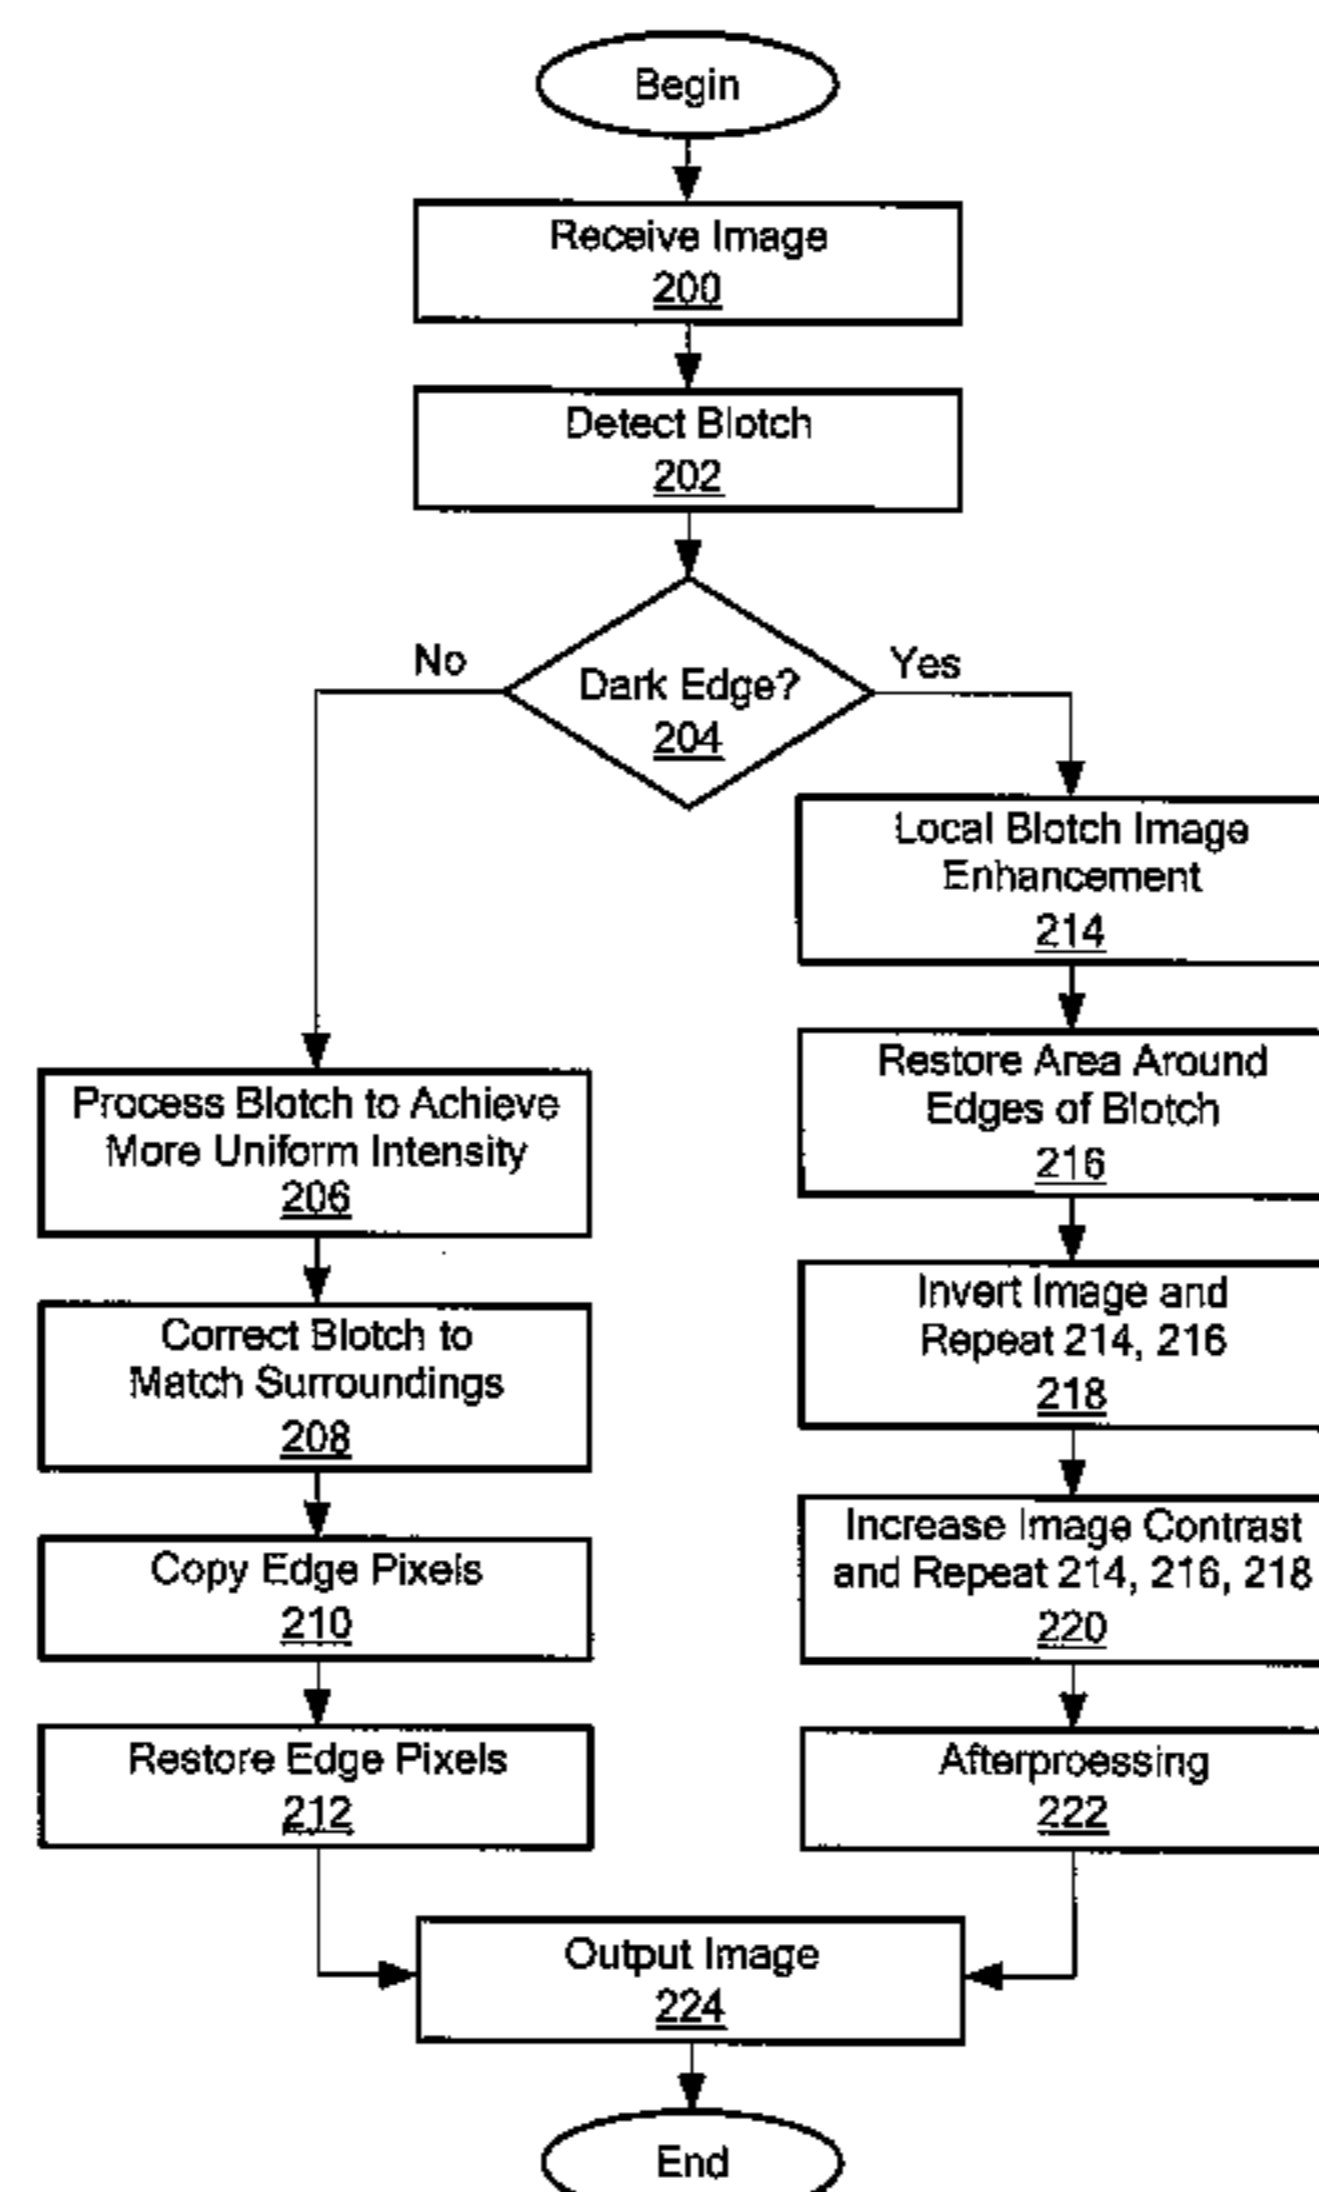 Begin
Receive Image
200
Detect Blotch
202
No
Yes
Dark Edge?
204
Local Blotch Image
Enhancement
214
Restore Area Around
Edges of Blotch
216
Process Blotch to Achieve
More Uniform Intensity
206
Invert Image and
Repeat 214, 216
218
Correct Blotch to
Match Surroundings
208
Increase Image Contrast
and Repeat 214, 216, 218
220
Copy Edge Pixels
210
Restore Edge Pixels
212
Afterproessing
222
Output Image
224
End